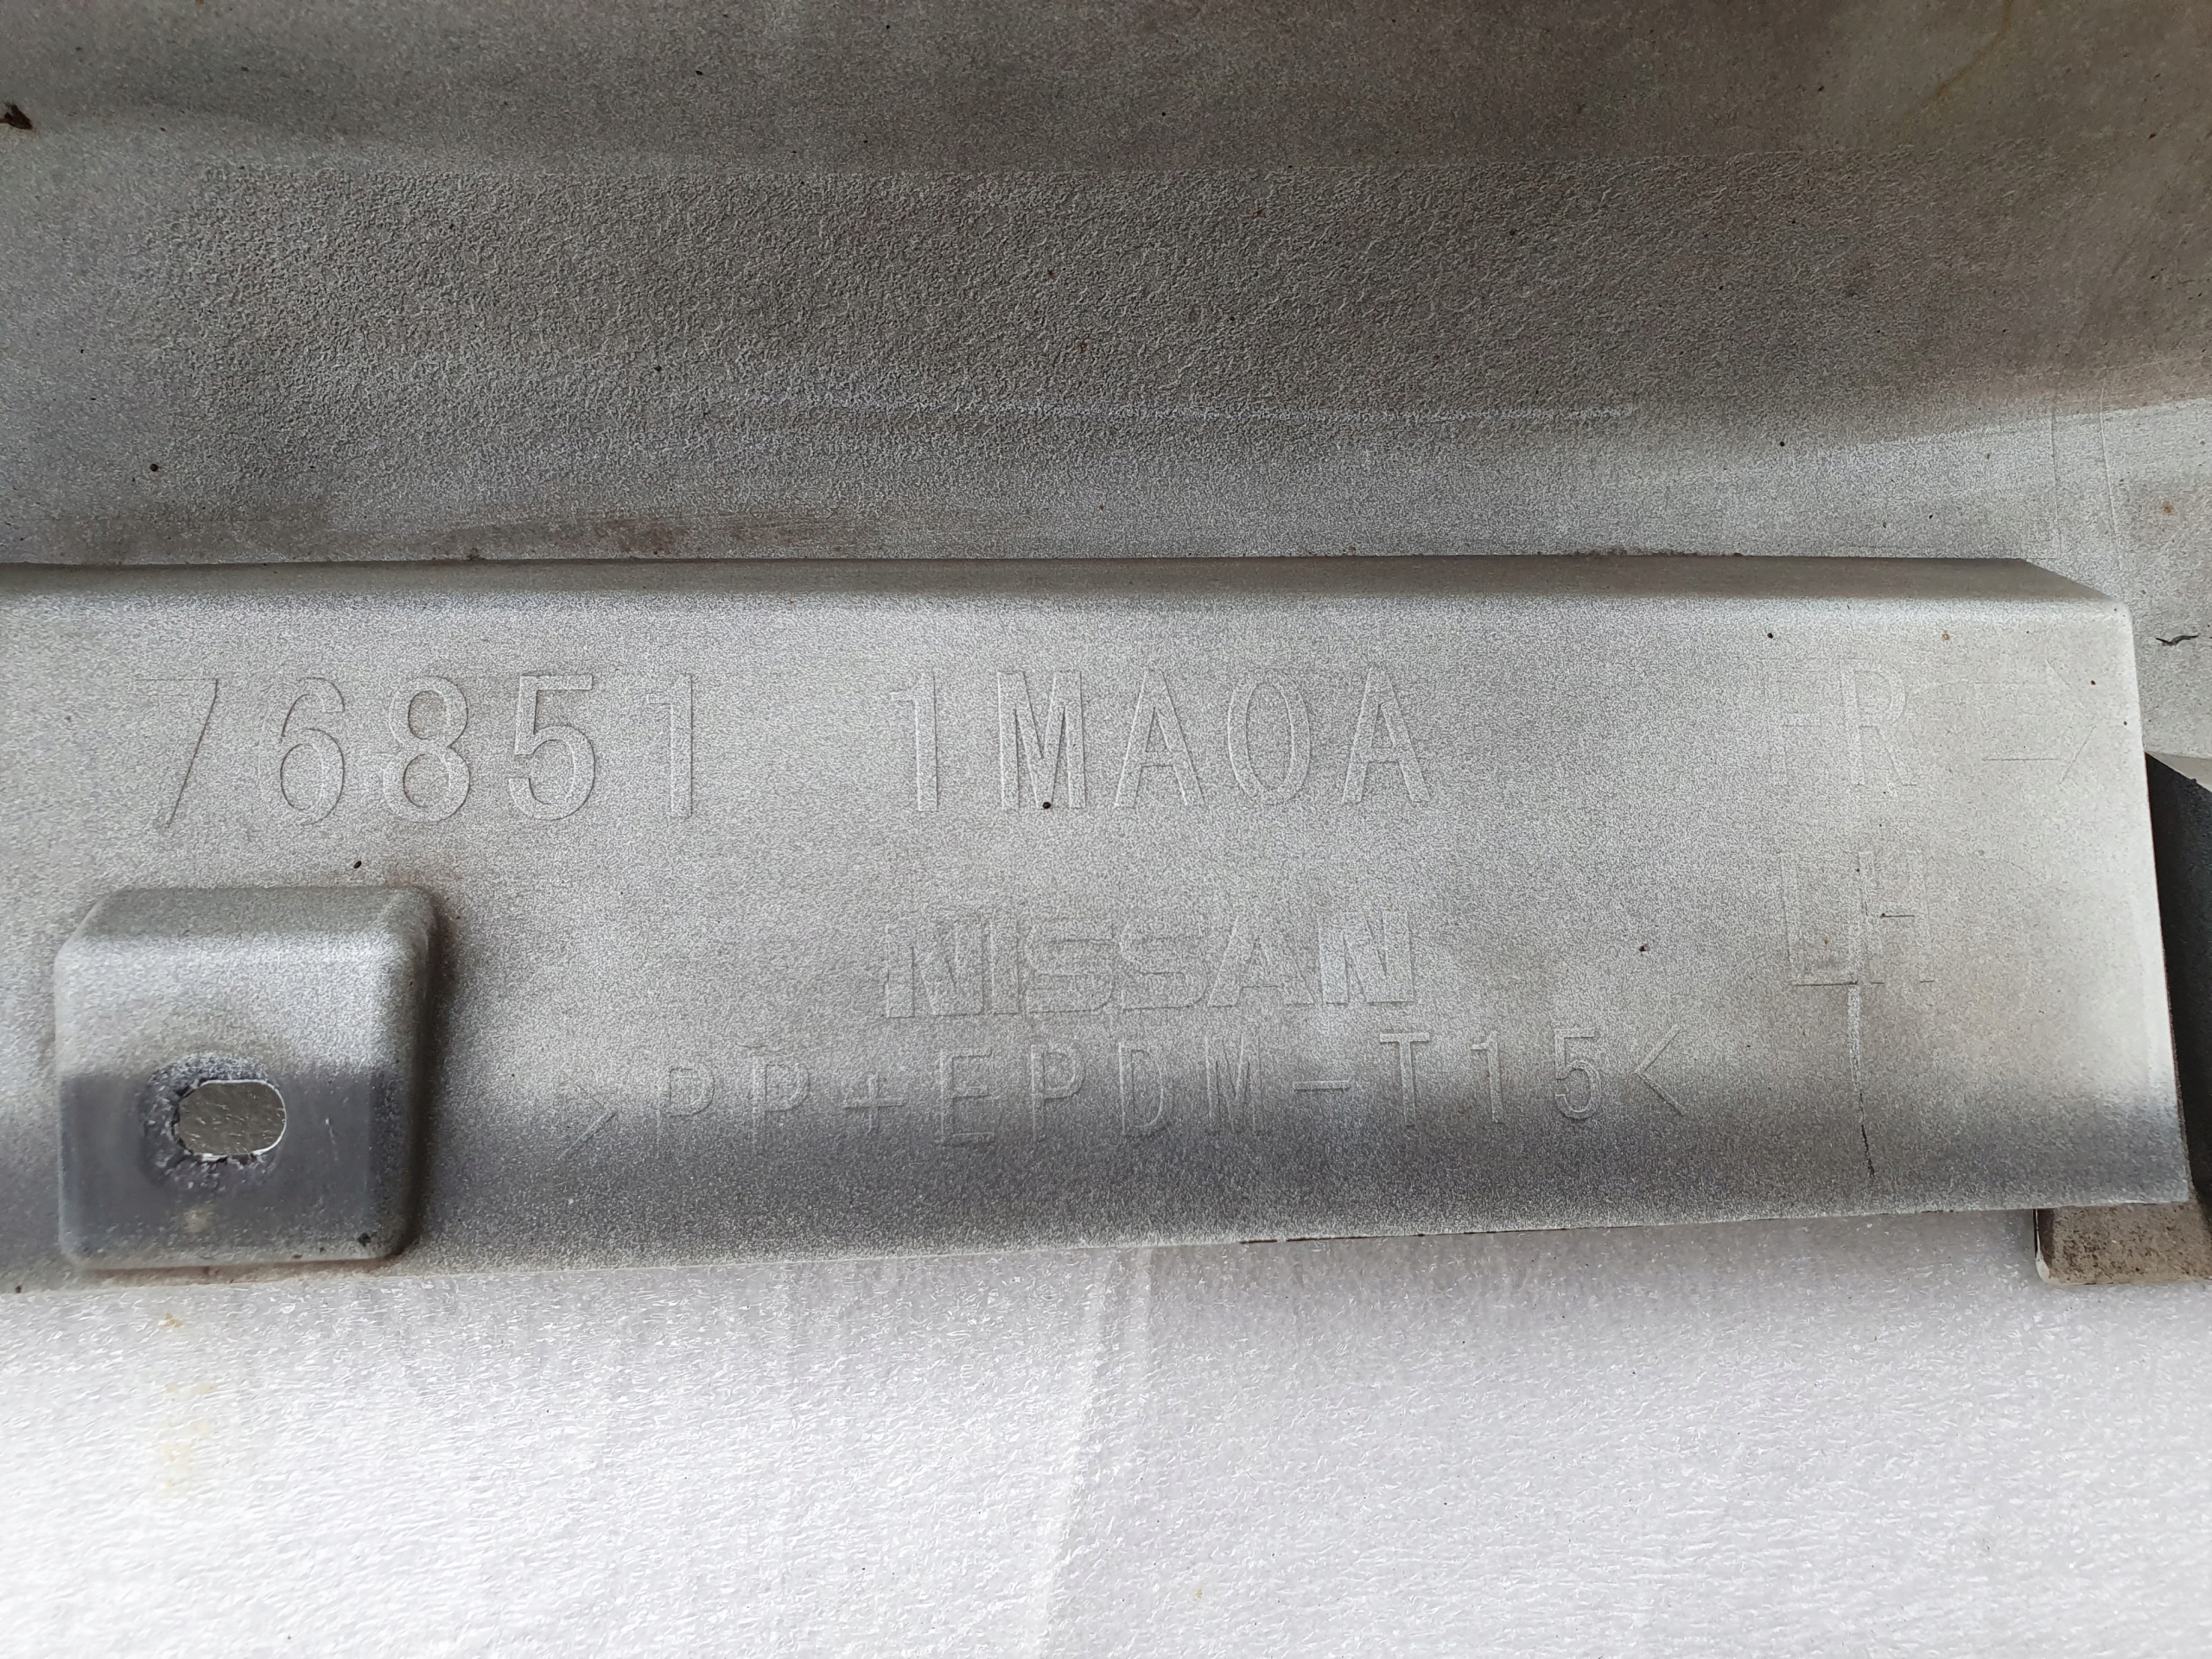 76851 1MA0A
FR →
LH
NISSAN
>PP+EPDM-T15<